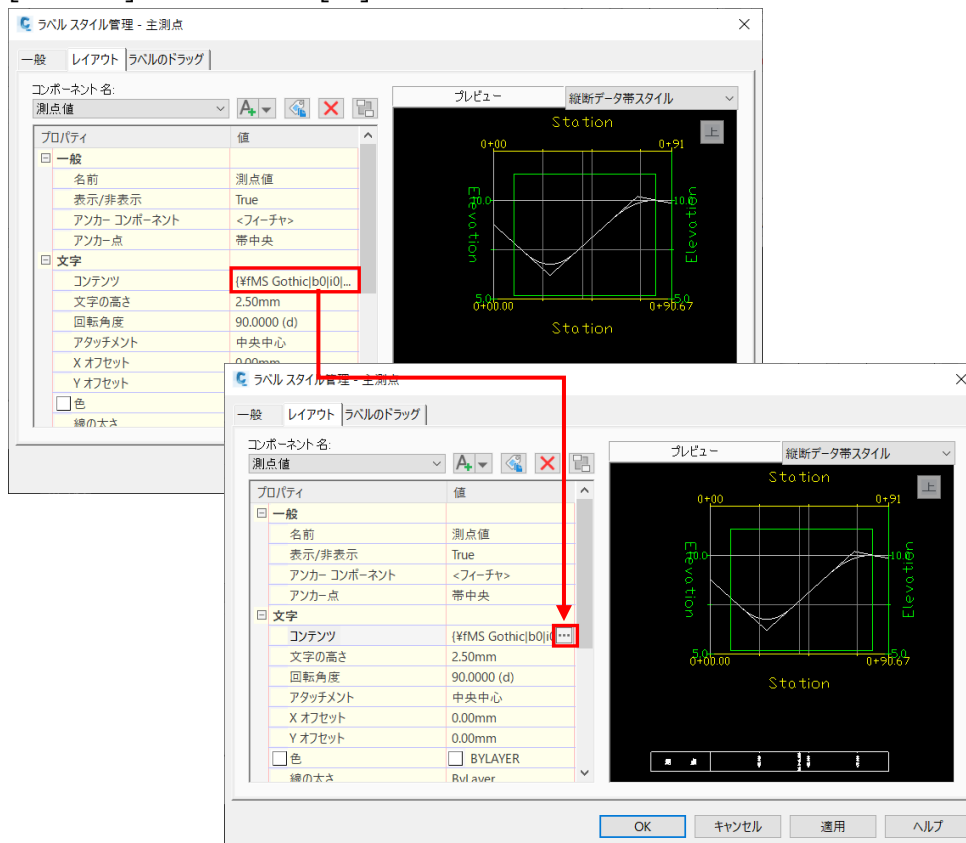 ラベル スタイル管理 - 主測点
一般 レイアウト ラベルのドラッグ
コンポーネント名:
測点値
プロパティ 値
一般
名前 測点値
表示/非表示 True
アンカー コンポーネント <フィーチャ>
アンカー点 帯中央
文字
コンテンツ {¥fMS Gothic|b0|i0|...
文字の高さ 2.50mm
回転角度 90.0000 (d)
アタッチメント 中央中心
X オフセット 0.00mm
Y オフセット
色
線の太さ
プレビュー 縦断データ帯スタイル
上
Station
0+00 0+91
Elevation
10.0 10.0
Elevation
5.0 5.0
0+00.00 0+90.67
Station
ラベル スタイル管理 - 主測点
一般 レイアウト ラベルのドラッグ
コンポーネント名:
測点値
プロパティ 値
一般
名前 測点値
表示/非表示 True
アンカー コンポーネント <フィーチャ>
アンカー点 帯中央
文字
コンテンツ {¥fMS Gothic|b0|i0 ...
文字の高さ 2.50mm
回転角度 90.0000 (d)
アタッチメント 中央中心
X オフセット 0.00mm
Y オフセット 0.00mm
色 BYLAYER
線の太さ ByLayer
プレビュー 縦断データ帯スタイル
上
Station
0+00 0+91
Elevation
10.0
Elevation
5.0 5.0
0+00.00 0+90.67
Station
測 点
OK キャンセル 適用 ヘルプ